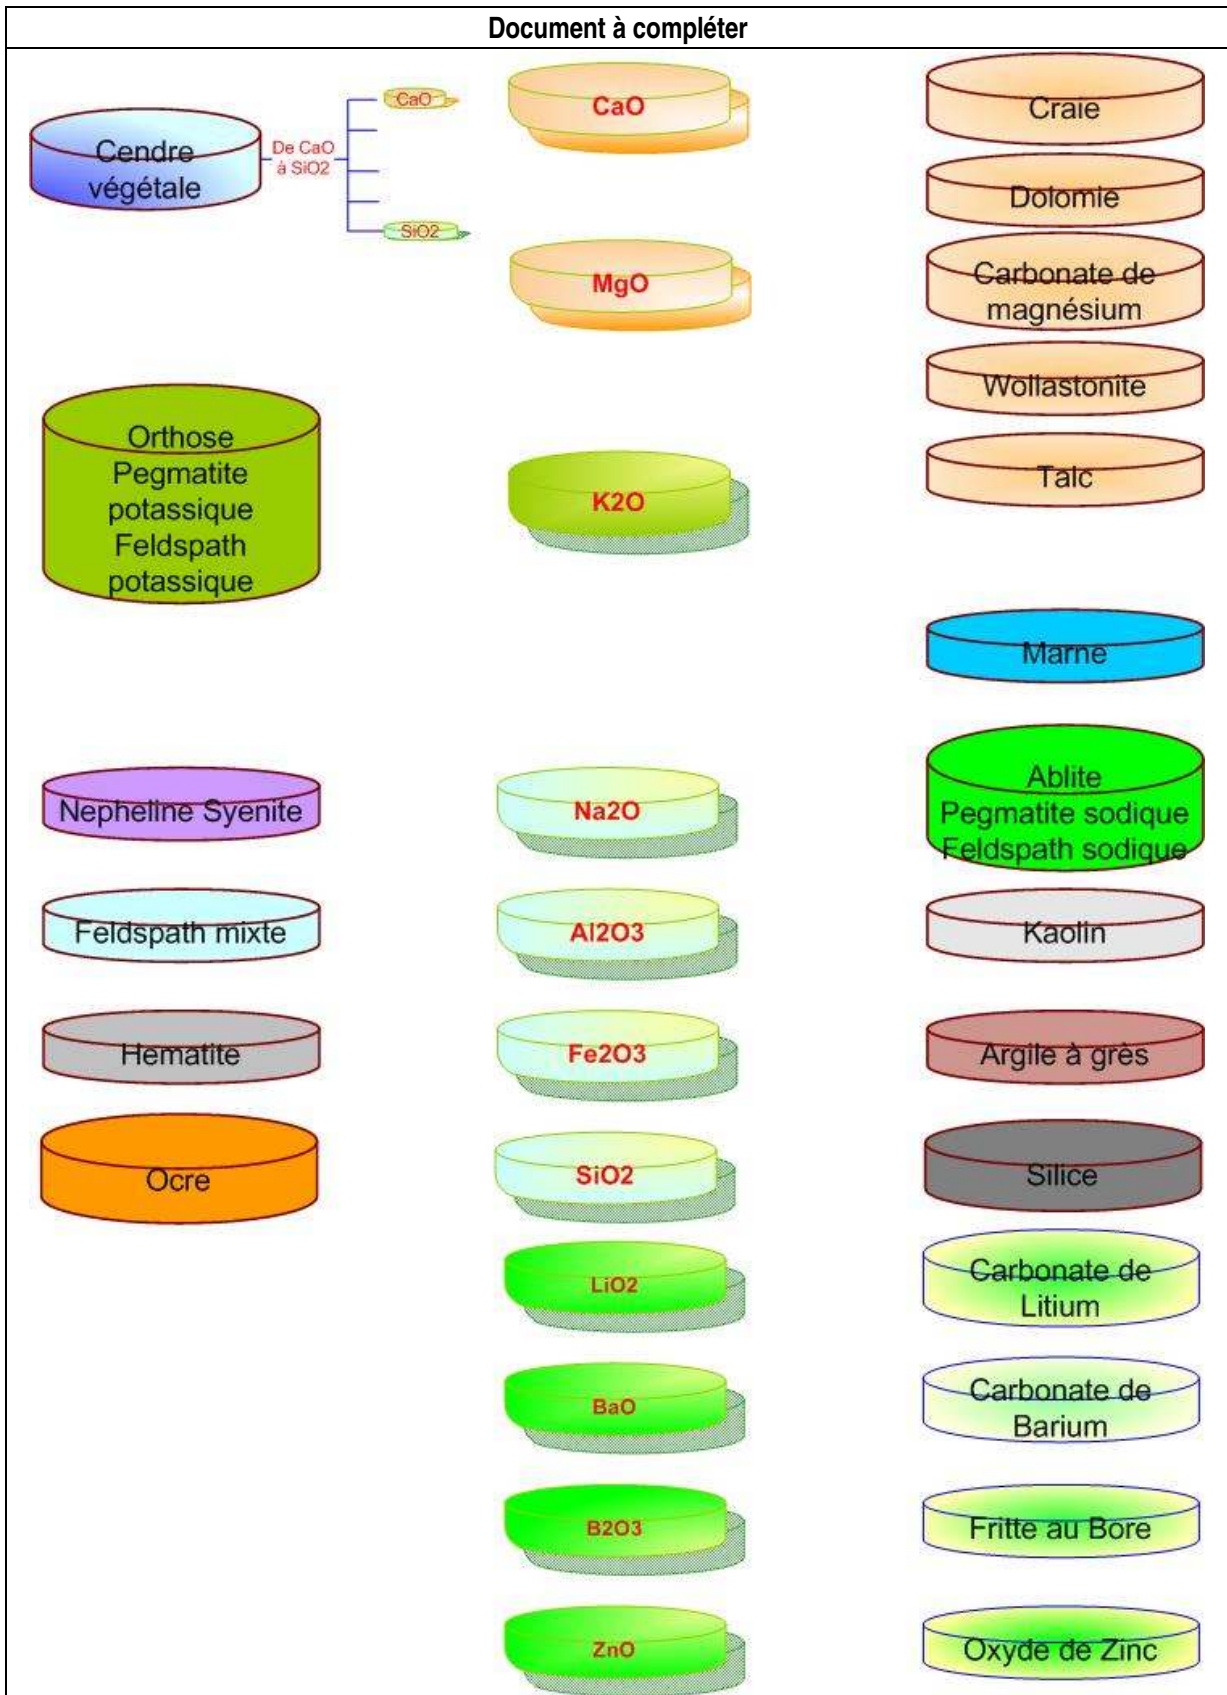 Document à compléter
Cendre
végétale
De CaO
à SiO2
CaO
SiO2
Orthose
Pegmatite
potassique
Feldspath
potassique
Nepheline Syenite
Feldspath mixte
Hematite
Ocre
CaO
MgO
K2O
Na2O
Al2O3
Fe2O3
SiO2
LiO2
BaO
B2O3
ZnO
Craie
Dolomie
Carbonate de
magnésium
Wollastonite
Talc
Marne
Ablite
Pegmatite sodique
Feldspath sodique
Kaolin
Argile à grès
Silice
Carbonate de
Litium
Carbonate de
Barium
Fritte au Bore
Oxyde de Zinc